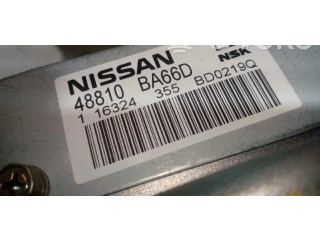 NISSAN
NSK
48810 BA66D
1 16324 355 BD0219Q